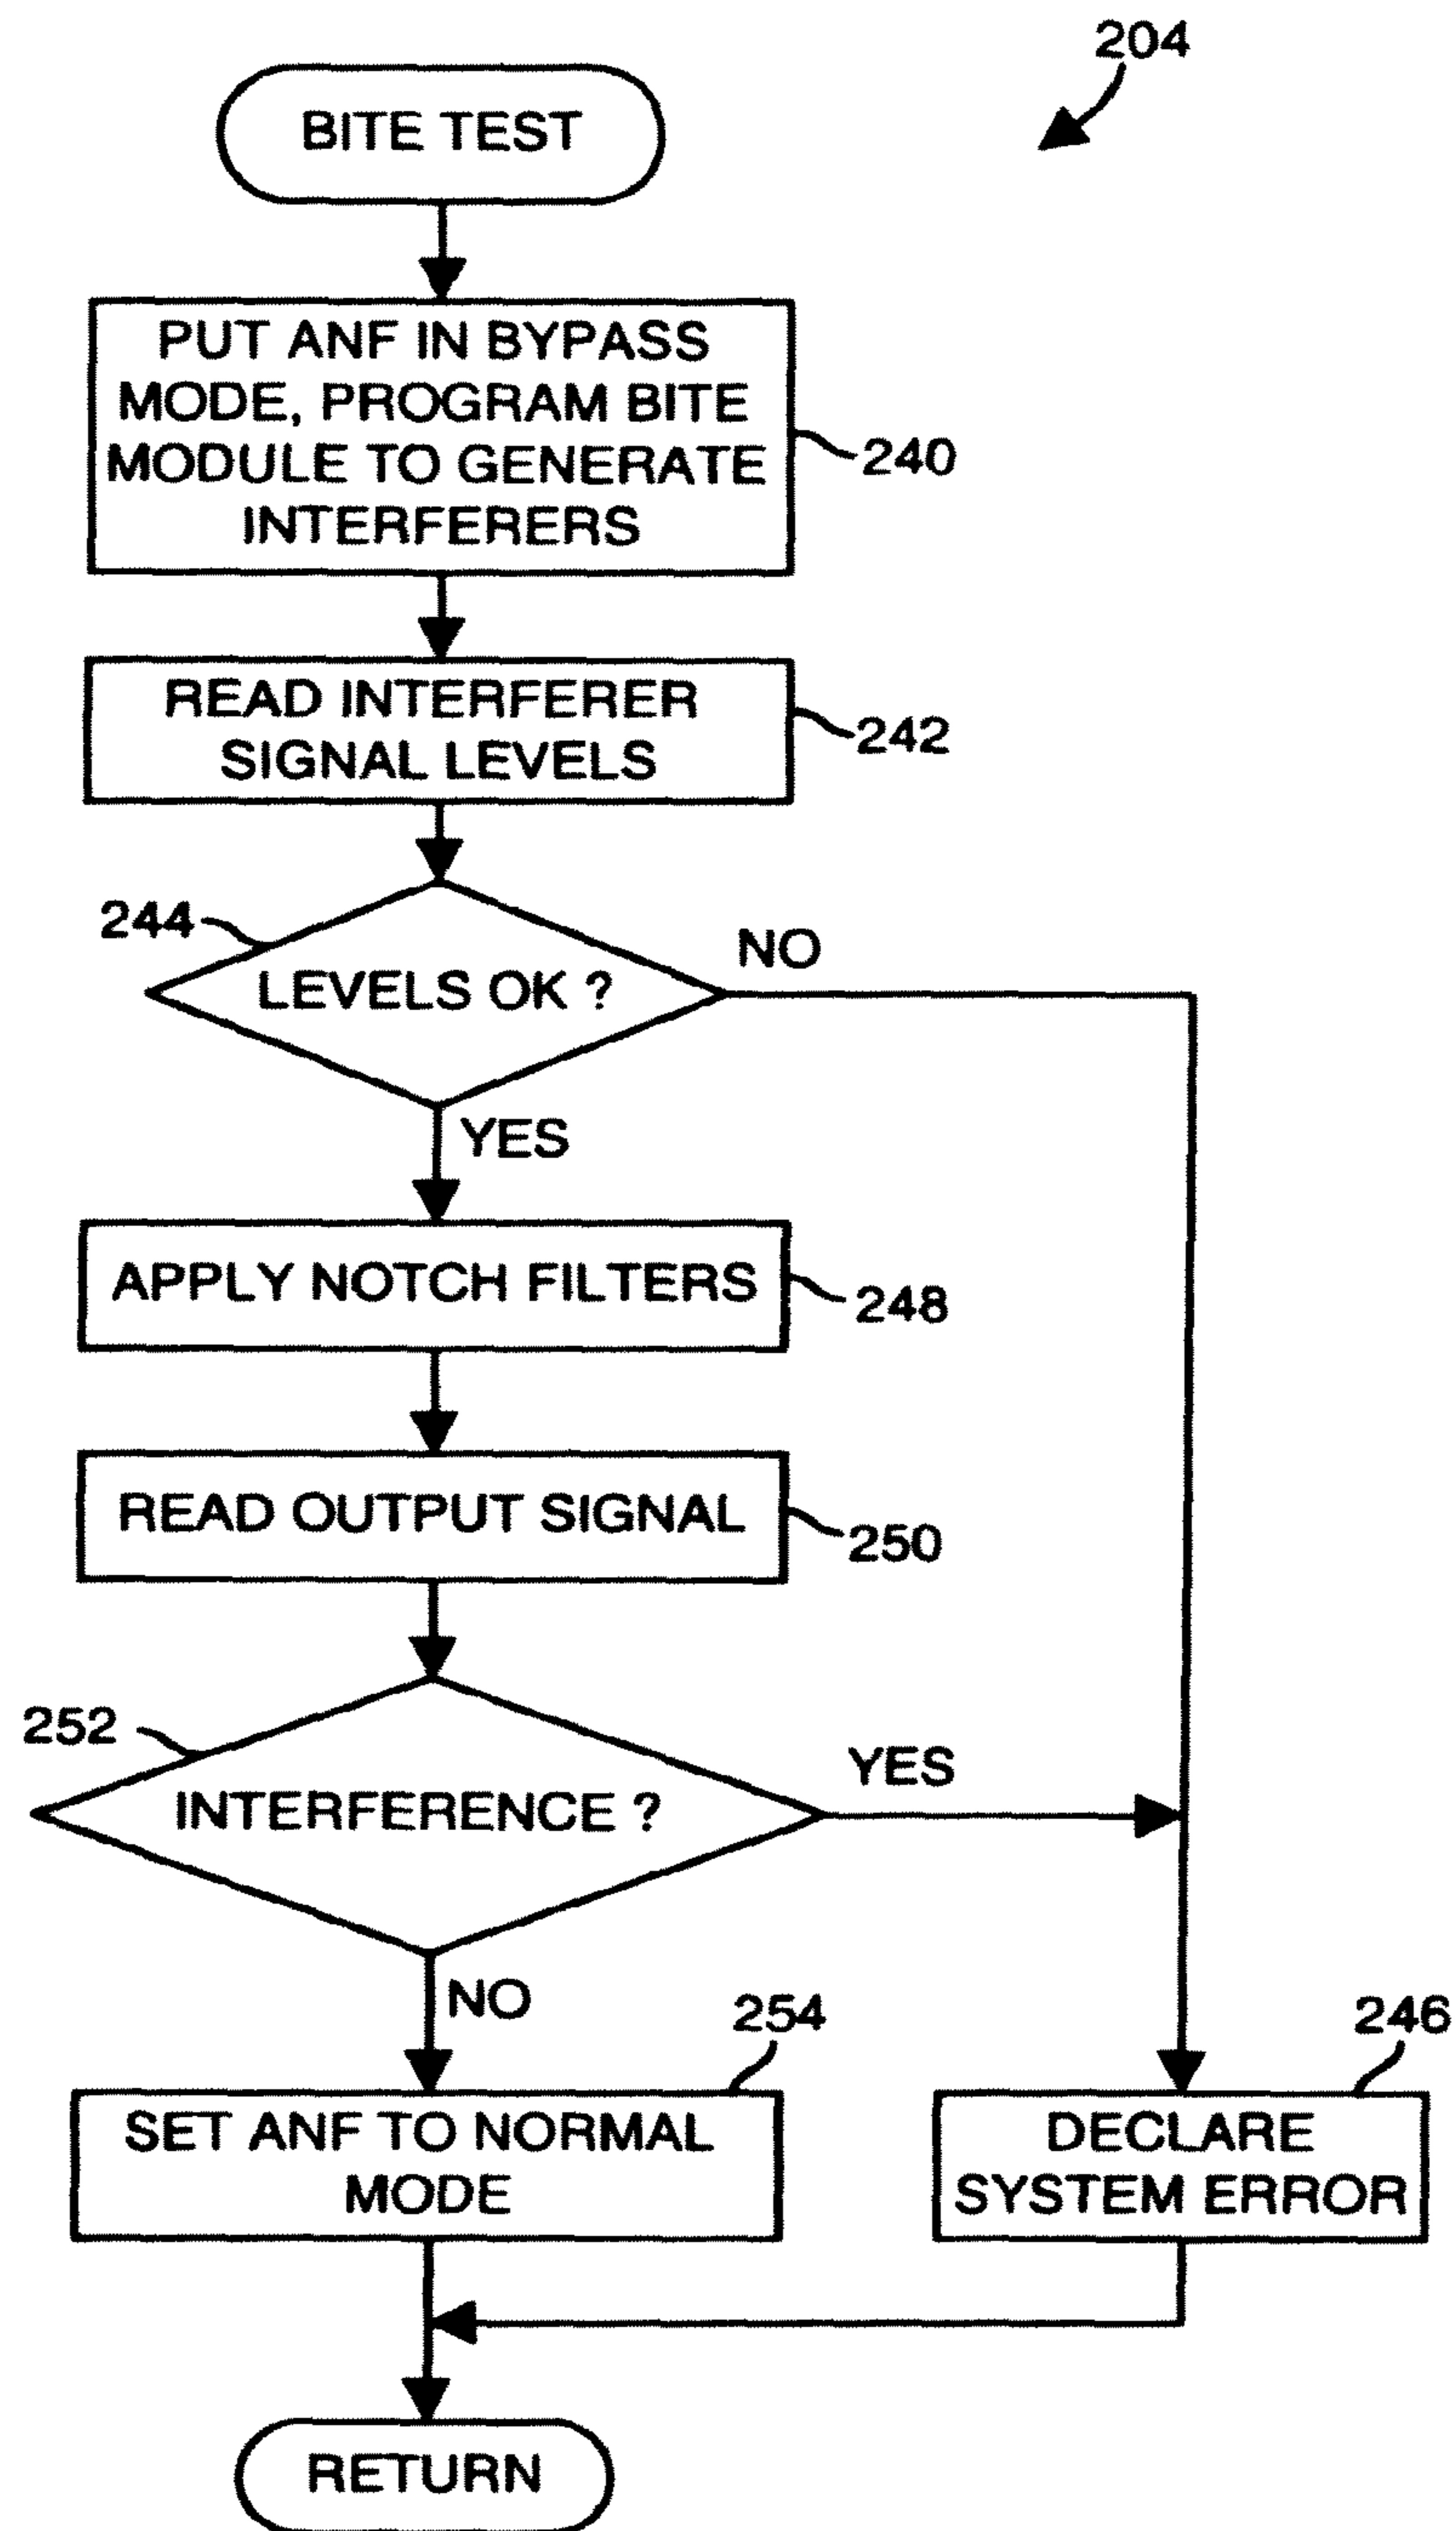 204
BITE TEST
PUT ANF IN BYPASS
MODE, PROGRAM BITE
MODULE TO GENERATE
INTERFERERS
240
READ INTERFERER
SIGNAL LEVELS
242
244
LEVELS OK ?
NO
YES
APPLY NOTCH FILTERS
248
READ OUTPUT SIGNAL
250
252
INTERFERENCE ?
YES
NO
254
246
SET ANF TO NORMAL
MODE
DECLARE
SYSTEM ERROR
RETURN